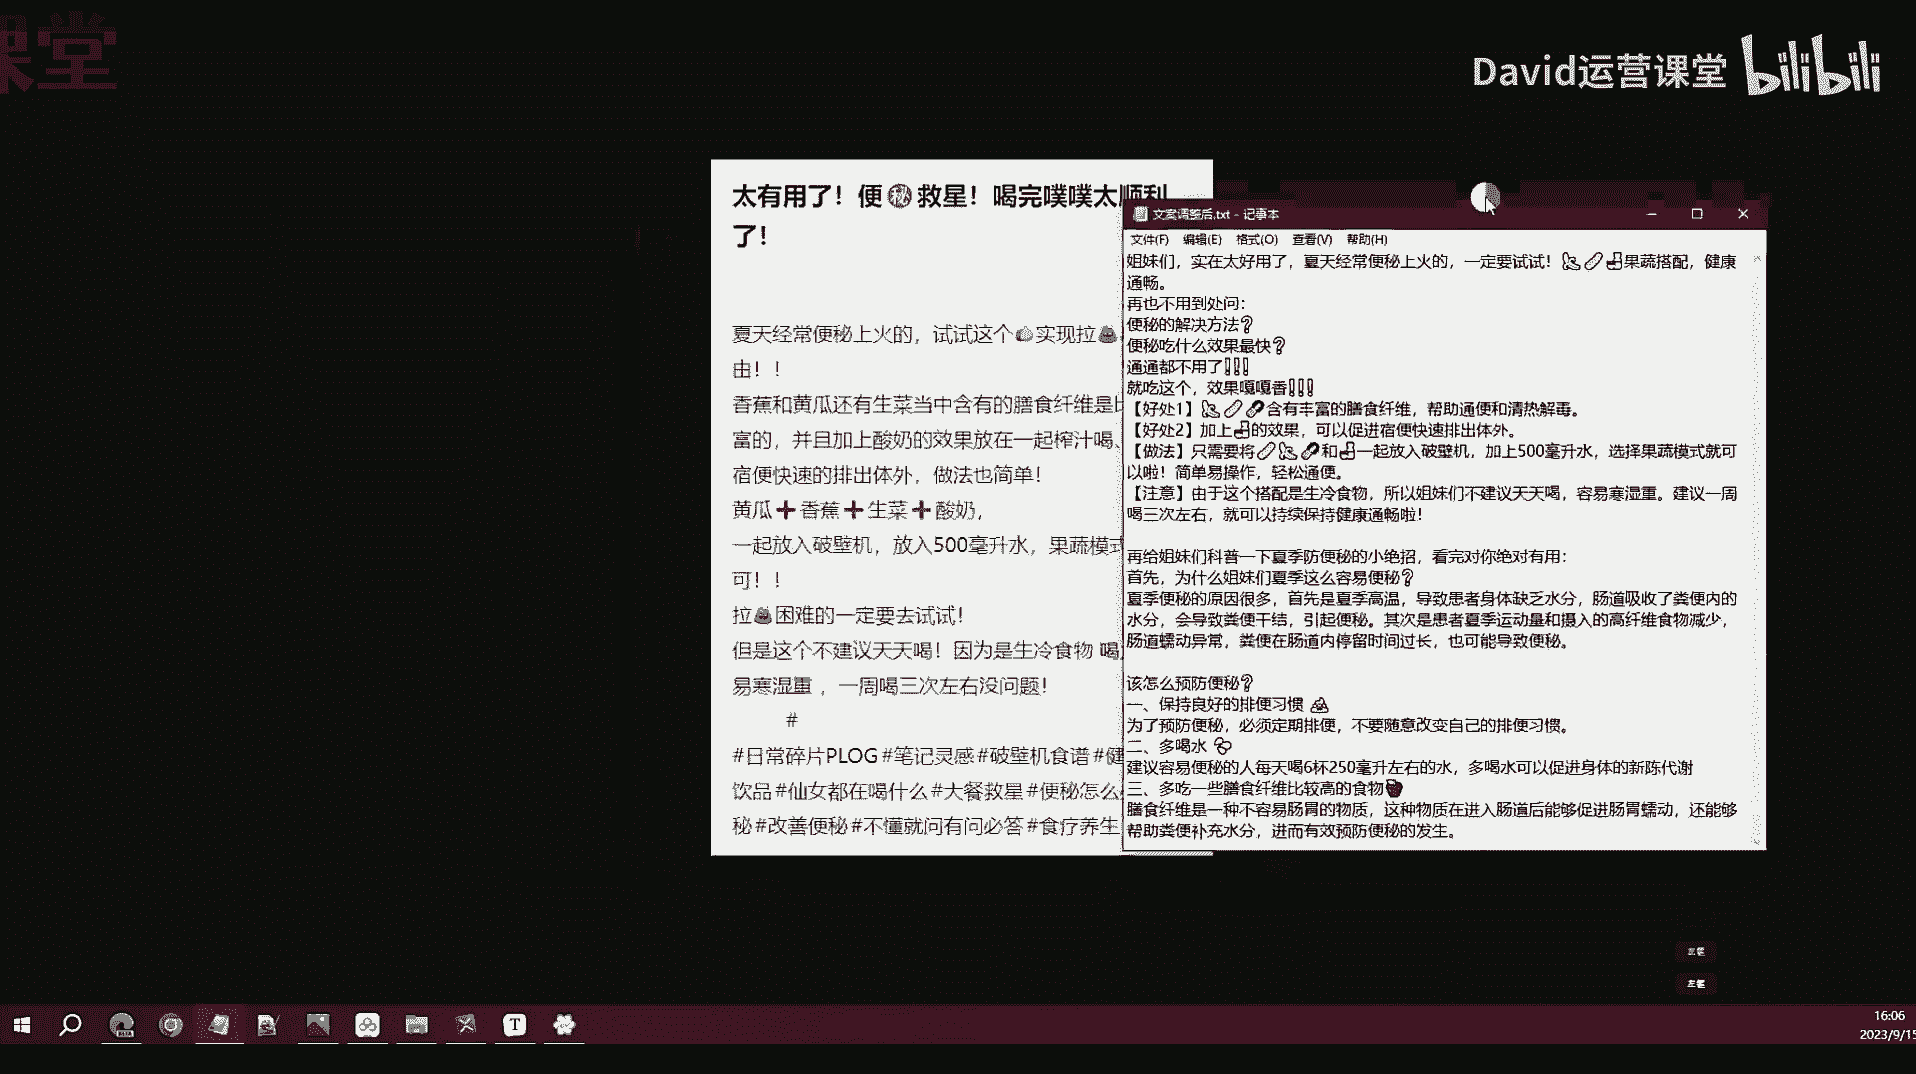 课堂
David运营课堂 bilibili
太有用了！便㊙救星！喝完噗噗太顺利
了！
夏天经常便秘上火的，试试这个👊实现拉💩
由！！
香蕉和黄瓜还有生菜当中含有的膳食纤维是
富的，并且加上酸奶的效果放在一起榨汁喝、
宿便快速的排出体外，做法也简单！
黄瓜➕香蕉➕生菜➕酸奶，
一起放入破壁机，放入500毫升水，果蔬模式
可！！
拉💩困难的一定要去试试！
但是这个不建议天天喝！因为是生冷食物 喝
易寒湿重 ，一周喝三次左右没问题！
#
#日常碎片PLOG #笔记灵感 #破壁机食谱 #健
饮品 #仙女都在喝什么 #大餐救星 #便秘怎么
秘 #改善便秘 #不懂就问有问必答 #食疗养生
文案调整后.txt - 记事本
文件(F) 编辑(E) 格式(O) 查看(V) 帮助(H)
姐妹们，实在太好用了，夏天经常便秘上火的，一定要试试！果蔬搭配，健康
通畅。
再也不用到处问：
便秘的解决方法❓
便秘吃什么效果最快❓
通通都不用了❗❗❗
就吃这个，效果嘎嘎香❗❗❗
【好处1】含有丰富的膳食纤维，帮助通便和清热解毒。
【好处2】加上的效果，可以促进宿便快速排出体外。
【做法】只需要将和一起放入破壁机，加上500毫升水，选择果蔬模式就可
以啦！简单易操作，轻松通便。
【注意】由于这个搭配是生冷食物，所以姐妹们不建议天天喝，容易寒湿重。建议一周
喝三次左右，就可以持续保持健康通畅啦！
再给姐妹们科普一下夏季防便秘的小绝招，看完对你绝对有用：
首先，为什么姐妹们夏季这么容易便秘❓
夏季便秘的原因很多，首先是夏季高温，导致患者身体缺乏水分，肠道吸收了粪便内的
水分，会导致粪便干结，引起便秘。其次是患者夏季运动量和摄入的高纤维食物减少，
肠道蠕动异常，粪便在肠道内停留时间过长，也可能导致便秘。
该怎么预防便秘❓
一、保持良好的排便习惯
为了预防便秘，必须定期排便，不要随意改变自己的排便习惯。
二、多喝水
建议容易便秘的人每天喝6杯250毫升左右的水，多喝水可以促进身体的新陈代谢
三、多吃一些膳食纤维比较高的食物
膳食纤维是一种不容易肠胃的物质，这种物质在进入肠道后能够促进肠胃蠕动，还能够
帮助粪便补充水分，进而有效预防便秘的发生。
左键
左键
16:06
2023/9/15